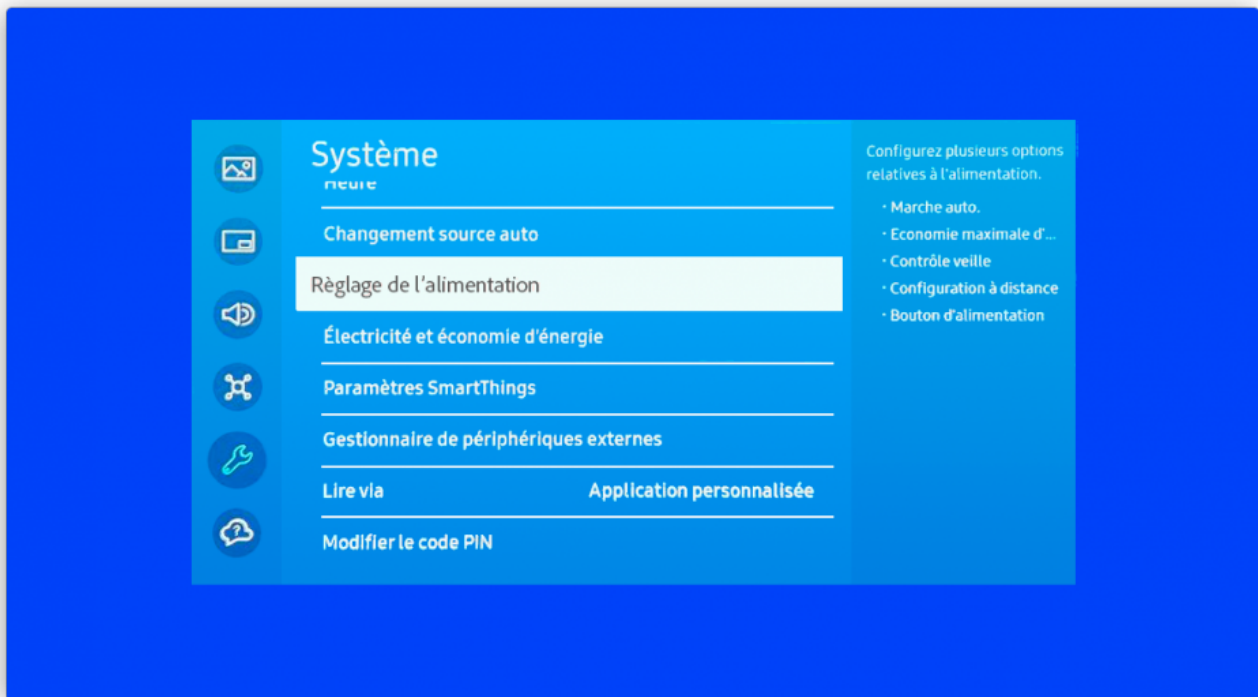 Système
Heure
Changement source auto
Règlage de l'alimentation
Électricité et économie d'énergie
Paramètres SmartThings
Gestionnaire de périphériques externes
Lire via Application personnalisée
Modifier le code PIN
Configurez plusieurs options
relatives à l'alimentation.
· Marche auto.
· Economie maximale d'...
· Contrôle veille
· Configuration à distance
· Bouton d'alimentation